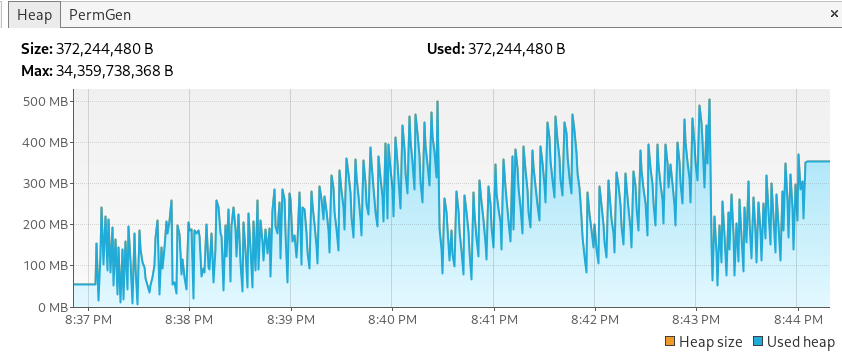 Heap PermGen ×
Size: 372,244,480 B Used: 372,244,480 B
Max: 34,359,738,368 B
500 MB
400 MB
300 MB
200 MB
100 MB
0 MB
8:37 PM 8:38 PM 8:39 PM 8:40 PM 8:41 PM 8:42 PM 8:43 PM 8:44 PM
Heap size Used heap